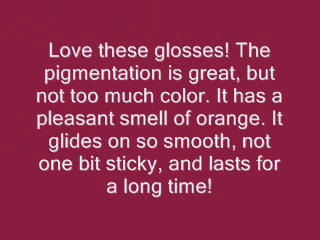 Love these glosses! The
pigmentation is great, but
not too much color. It has a
pleasant smell of orange. It
glides on so smooth, not
one bit sticky, and lasts for
a long time!